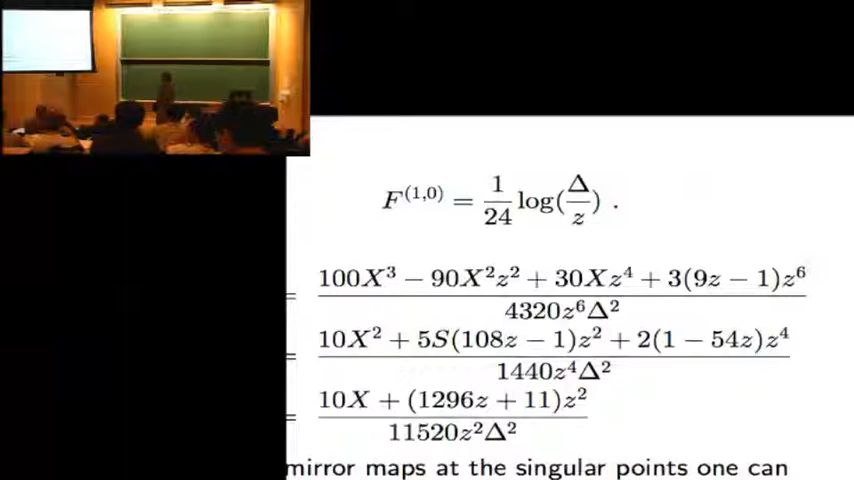 F^{(1,0)} = \frac{1}{24} \log(\frac{\Delta}{z}) .
= \frac{100X^3 - 90X^2z^2 + 30Xz^4 + 3(9z - 1)z^6}{4320z^6\Delta^2}
= \frac{10X^2 + 5S(108z - 1)z^2 + 2(1 - 54z)z^4}{1440z^4\Delta^2}
= \frac{10X + (1296z + 11)z^2}{11520z^2\Delta^2}
mirror maps at the singular points one can